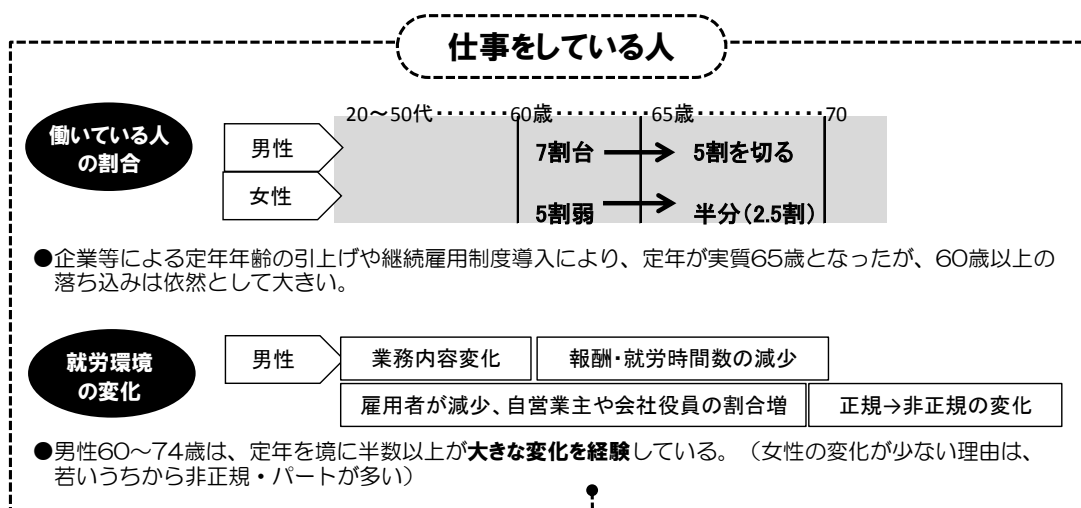 仕事をしている人
働いている人
の割合
20～50代・・・・・・・60歳・・・・・・・・・65歳・・・・・・・・・・・70
男性
7割台
5割を切る
女性
5割弱
半分（2.5割）
●企業等による定年年齢の引上げや継続雇用制度導入により、定年が実質65歳となったが、60歳以上の
落ち込みは依然として大きい。
就労環境
の変化
男性
業務内容変化
報酬・就労時間数の減少
雇用者が減少、自営業主や会社役員の割合増
正規→非正規の変化
●男性60～74歳は、定年を境に半数以上が大きな変化を経験している。（女性の変化が少ない理由は、
若いうちから非正規・パートが多い）